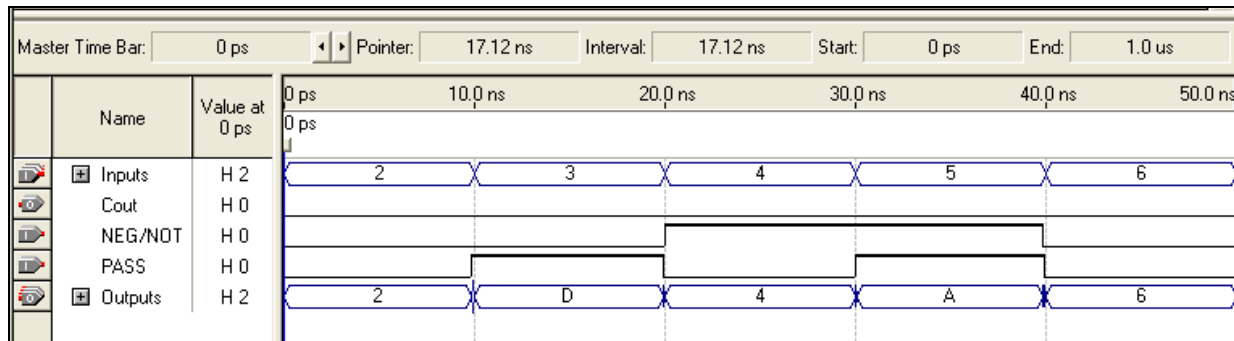 Master Time Bar: 0 ps Pointer: 17.12 ns Interval: 17.12 ns Start: 0 ps End: 1.0 us
Name Value at 0 ps
0 ps 10.0 ns 20.0 ns 30.0 ns 40.0 ns 50.0 ns
0 ps
Inputs H 2 2 3 4 5 6
Cout H 0
NEG/NOT H 0
PASS H 0
Outputs H 2 2 D 4 A 6